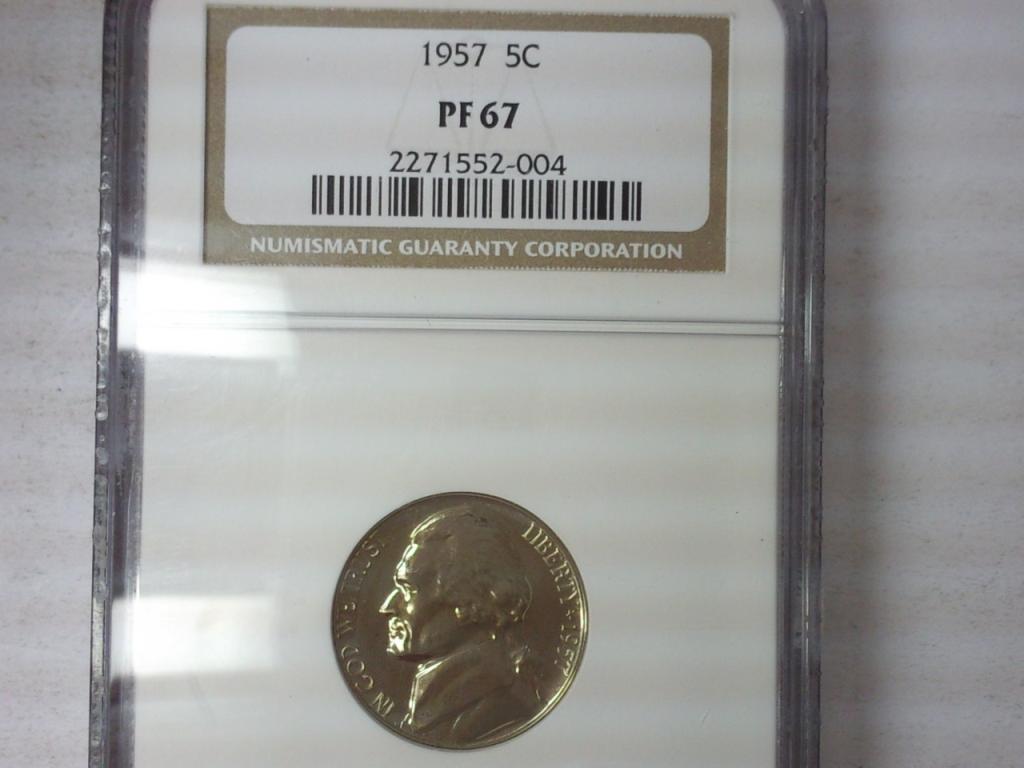 1957 5C
PF 67
2271552-004
NUMISMATIC GUARANTY CORPORATION
IN GOD WE TRUST
LIBERTY ★ 1957